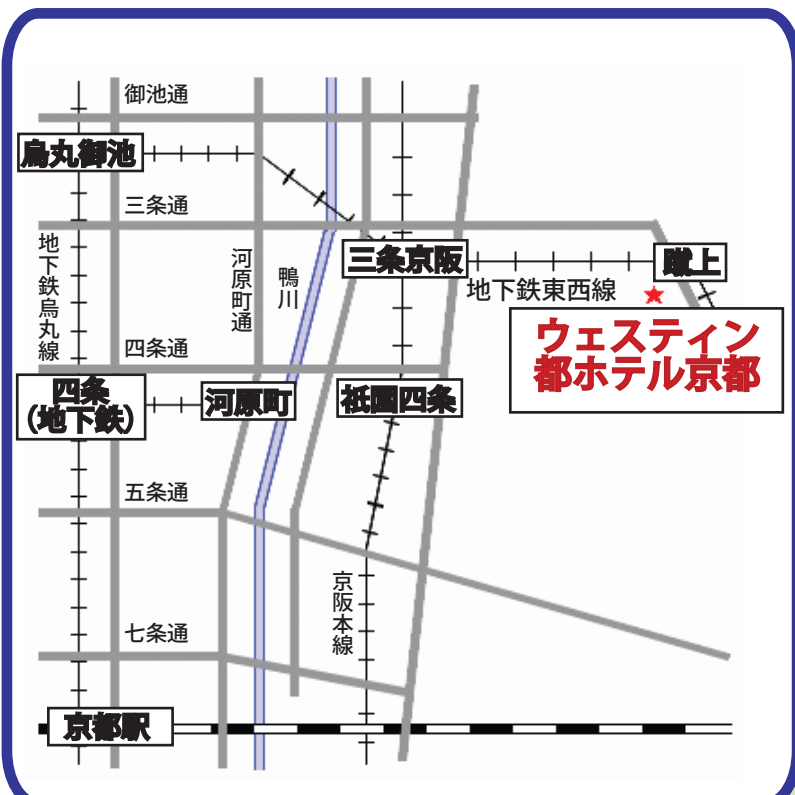 御池通
烏丸御池
三条通
地下鉄烏丸線
河原町通
鴨川
三条京阪
蹴上
地下鉄東西線
ウェスティン
都ホテル京都
四条通
四条
（地下鉄）
河原町
祇園四条
五条通
京阪本線
七条通
京都駅